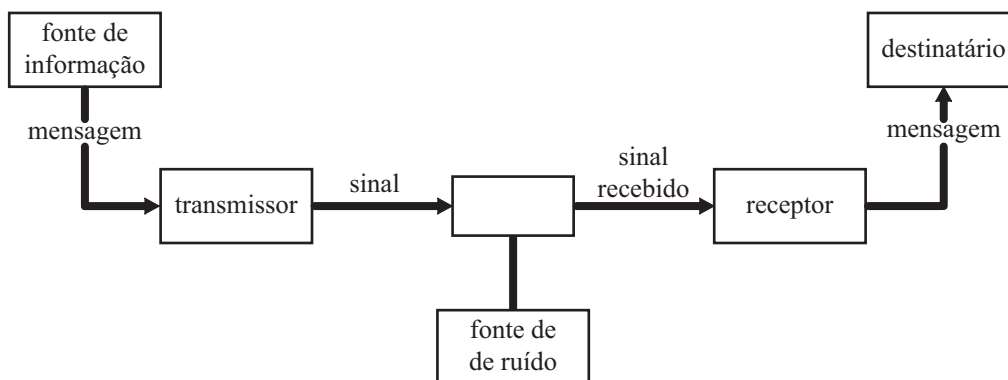 fonte de
informação
destinatário
mensagem
mensagem
sinal
sinal
recebido
transmissor
receptor
fonte de
de ruído